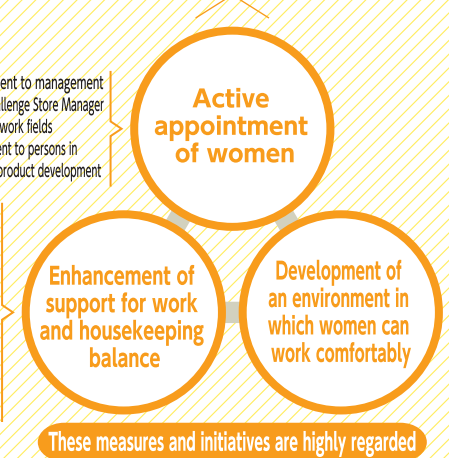 Active
appointment
of women
ent to management
llenge Store Manager
work fields
ent to persons in
product development
Enhancement of
support for work
and housekeeping
balance
Development of
an environment in
which women can
work comfortably
These measures and initiatives are highly regarded